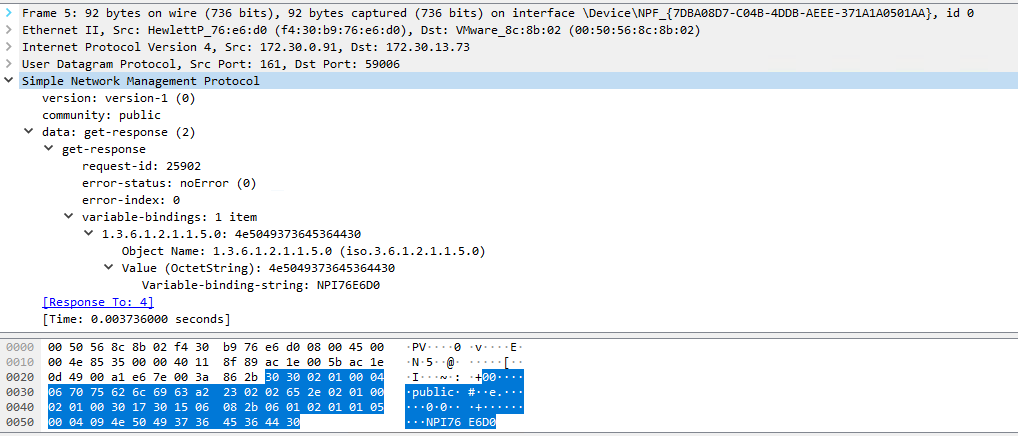 Frame 5: 92 bytes on wire (736 bits), 92 bytes captured (736 bits) on interface \Device\NPF_{7DBA08D7-C04B-4DDB-AEEE-371A1A0501AA}, id 0
Ethernet II, Src: HewlettP_76:e6:d0 (f4:30:b9:76:e6:d0), Dst: VMware_8c:8b:02 (00:50:56:8c:8b:02)
Internet Protocol Version 4, Src: 172.30.0.91, Dst: 172.30.13.73
User Datagram Protocol, Src Port: 161, Dst Port: 59006
Simple Network Management Protocol
version: version-1 (0)
community: public
data: get-response (2)
get-response
request-id: 25902
error-status: noError (0)
error-index: 0
variable-bindings: 1 item
1.3.6.1.2.1.1.5.0: 4e5049373645364430
Object Name: 1.3.6.1.2.1.1.5.0 (iso.3.6.1.2.1.1.5.0)
Value (OctetString): 4e5049373645364430
Variable-binding-string: NPI76E6D0
[Response To: 4]
[Time: 0.003736000 seconds]
0000 00 50 56 8c 8b 02 f4 30 b9 76 e6 d0 08 00 45 00 ·PV····0 ·v····E·
0010 00 4e 85 35 00 00 40 11 8f 89 ac 1e 00 5b ac 1e ·N·5··@· ·····[··
0020 0d 49 00 a1 e6 7e 00 3a 86 2b 30 30 02 01 00 04 ·I···~·: ·+00····
0030 06 70 75 62 6c 69 63 a2 23 02 02 65 2e 02 01 00 ·public· #··e.···
0040 02 01 00 30 17 30 15 06 08 2b 06 01 02 01 01 05 ···0·0·· ·+······
0050 00 04 09 4e 50 49 37 36 45 36 44 30 ···NPI76 E6D0